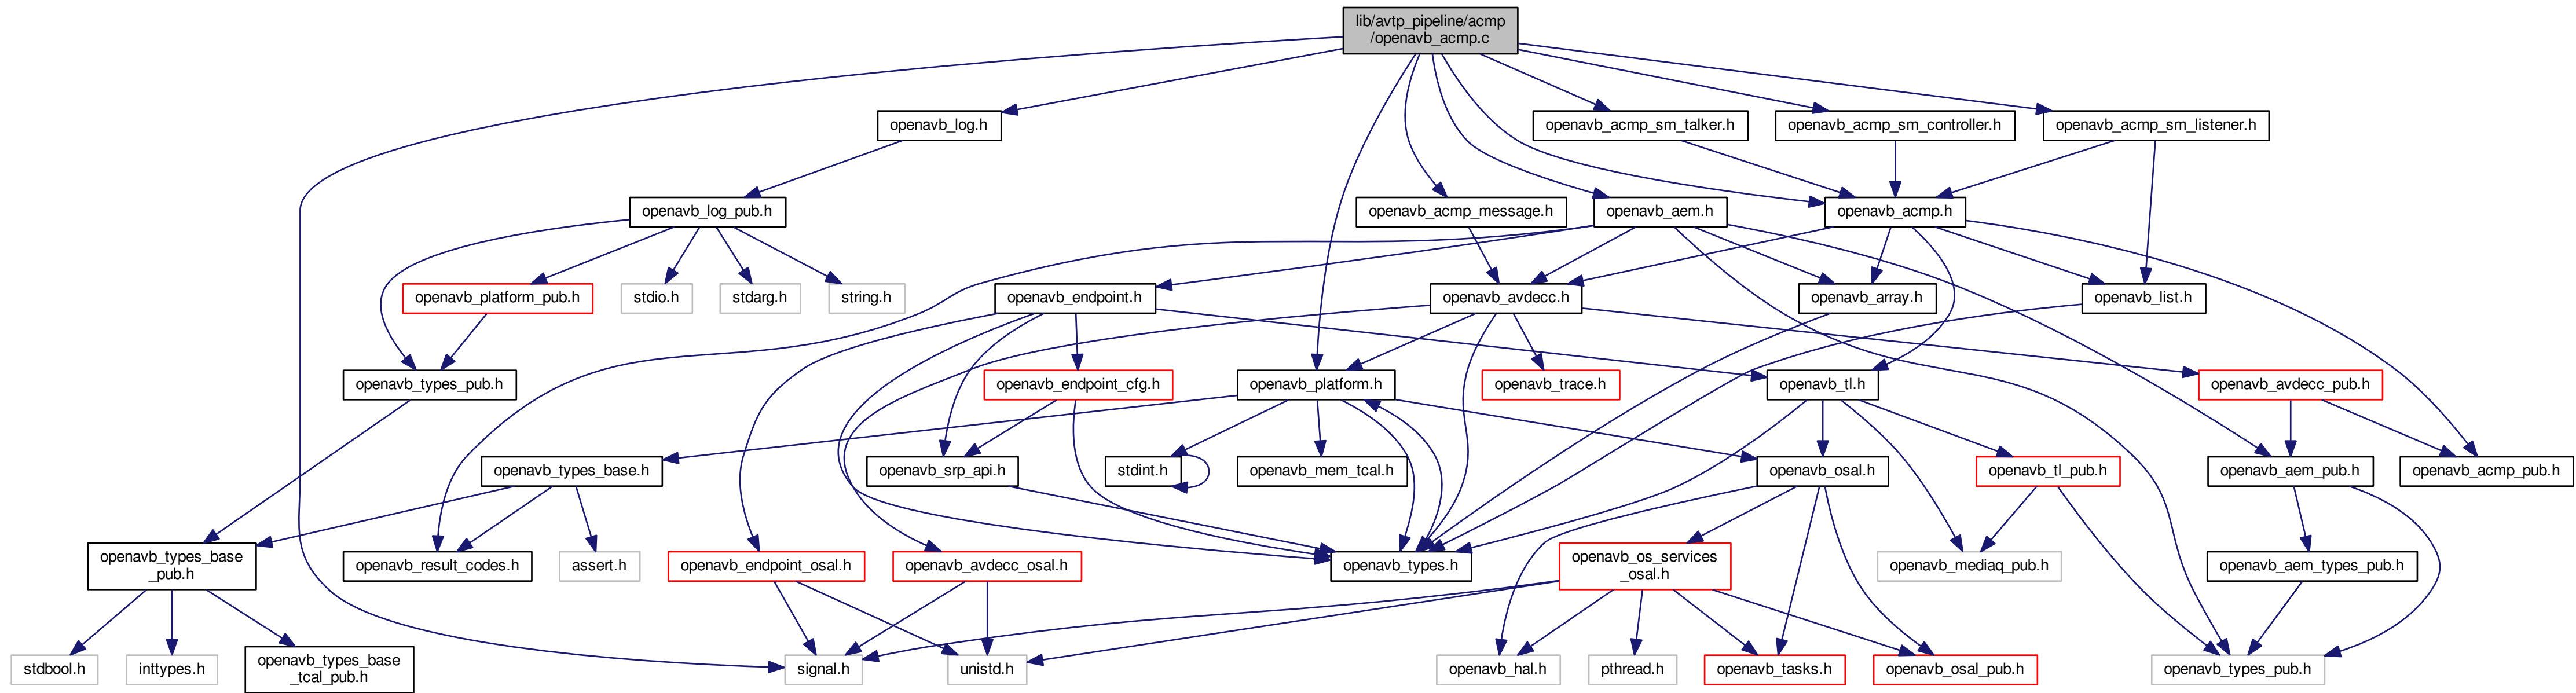 lib/avtp_pipeline/acmp
/openavb_acmp.c
openavb_log.h
openavb_acmp_sm_talker.h
openavb_acmp_sm_controller.h
openavb_acmp_sm_listener.h
openavb_log_pub.h
openavb_acmp_message.h
openavb_aem.h
openavb_acmp.h
openavb_platform_pub.h
stdio.h
stdarg.h
string.h
openavb_endpoint.h
openavb_avdecc.h
openavb_array.h
openavb_list.h
openavb_types_pub.h
openavb_endpoint_cfg.h
openavb_platform.h
openavb_trace.h
openavb_tl.h
openavb_avdecc_pub.h
openavb_types_base.h
openavb_srp_api.h
stdint.h
openavb_mem_tcal.h
openavb_osal.h
openavb_tl_pub.h
openavb_aem_pub.h
openavb_acmp_pub.h
openavb_types_base
_pub.h
openavb_result_codes.h
assert.h
openavb_endpoint_osal.h
openavb_avdecc_osal.h
openavb_types.h
openavb_os_services
_osal.h
openavb_mediaq_pub.h
openavb_aem_types_pub.h
stdbool.h
inttypes.h
openavb_types_base
_tcal_pub.h
signal.h
unistd.h
openavb_hal.h
pthread.h
openavb_tasks.h
openavb_osal_pub.h
openavb_types_pub.h